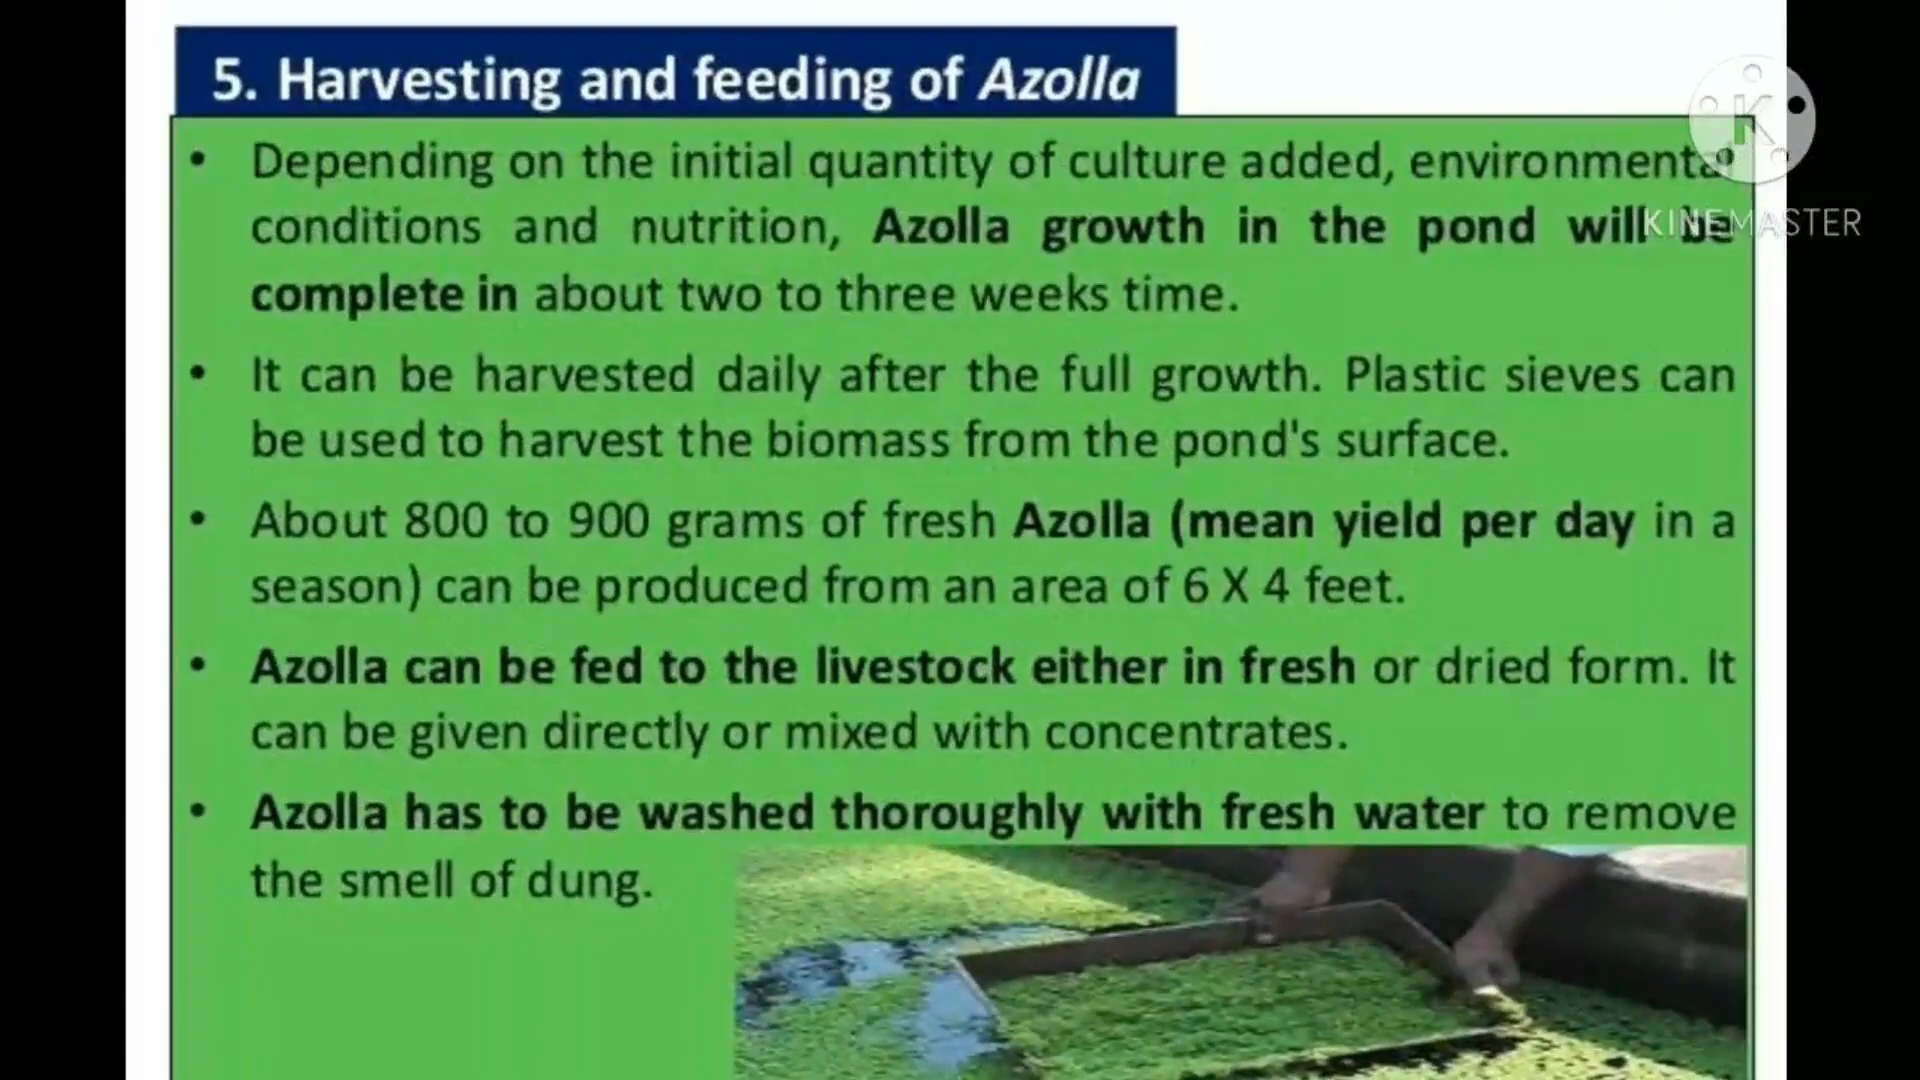 5. Harvesting and feeding of Azolla
K
KINEMASTER
• Depending on the initial quantity of culture added, environmental
conditions and nutrition, Azolla growth in the pond will be
complete in about two to three weeks time.
• It can be harvested daily after the full growth. Plastic sieves can
be used to harvest the biomass from the pond's surface.
• About 800 to 900 grams of fresh Azolla (mean yield per day in a
season) can be produced from an area of 6 X 4 feet.
• Azolla can be fed to the livestock either in fresh or dried form. It
can be given directly or mixed with concentrates.
• Azolla has to be washed thoroughly with fresh water to remove
the smell of dung.